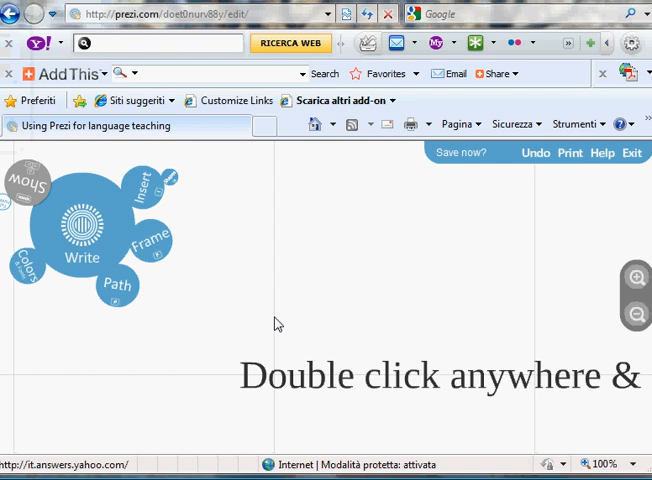 http://prezi.com/doet0nurv88y/edit/ Google
Y! RICERCA WEB My
AddThis Search Favorites Email Share
Preferiti Siti suggeriti Customize Links Scarica altri add-on
Using Prezi for language teaching Pagina Sicurezza Strumenti
Save now? Undo Print Help Exit
Show
Insert
Frame
Write
Colors
Path
Double click anywhere &
http://it.answers.yahoo.com/ Internet | Modalità protetta: attivata 100%